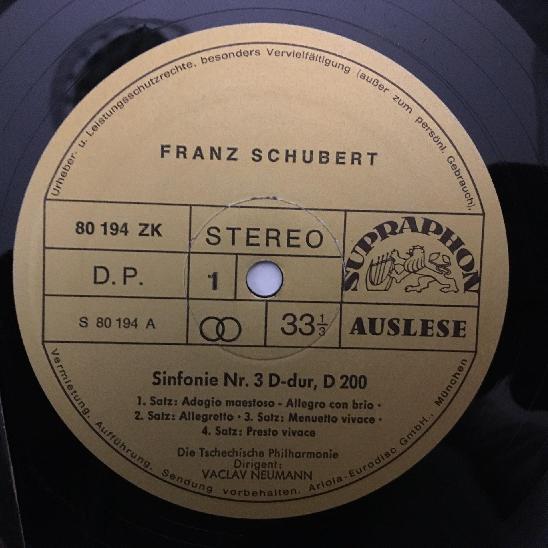 Urheber- u. Leistungsschutzrechte, besonders Vervielfältigung (außer zum persönl. Gebrauch),
FRANZ SCHUBERT
80 194 ZK
STEREO
SUPRAPHON
D. P.
1
S 80 194 A
33⅓
AUSLESE
Sinfonie Nr. 3 D-dur, D 200
1. Satz: Adagio maestoso - Allegro con brio ·
2. Satz: Allegretto · 3. Satz: Menuetto vivace ·
4. Satz: Presto vivace
Die Tschechische Philharmonie
Dirigent:
VACLAV NEUMANN
Vermietung, Aufführung, Sendung vorbehalten. Ariola-Eurodisc GmbH., München